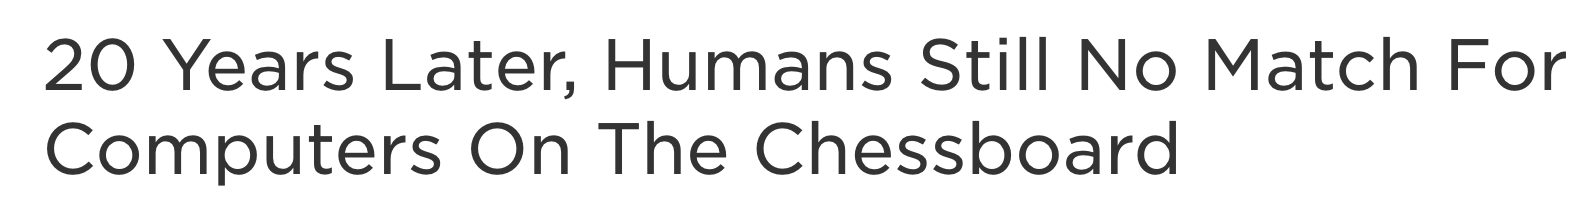 20 Years Later, Humans Still No Match For
Computers On The Chessboard